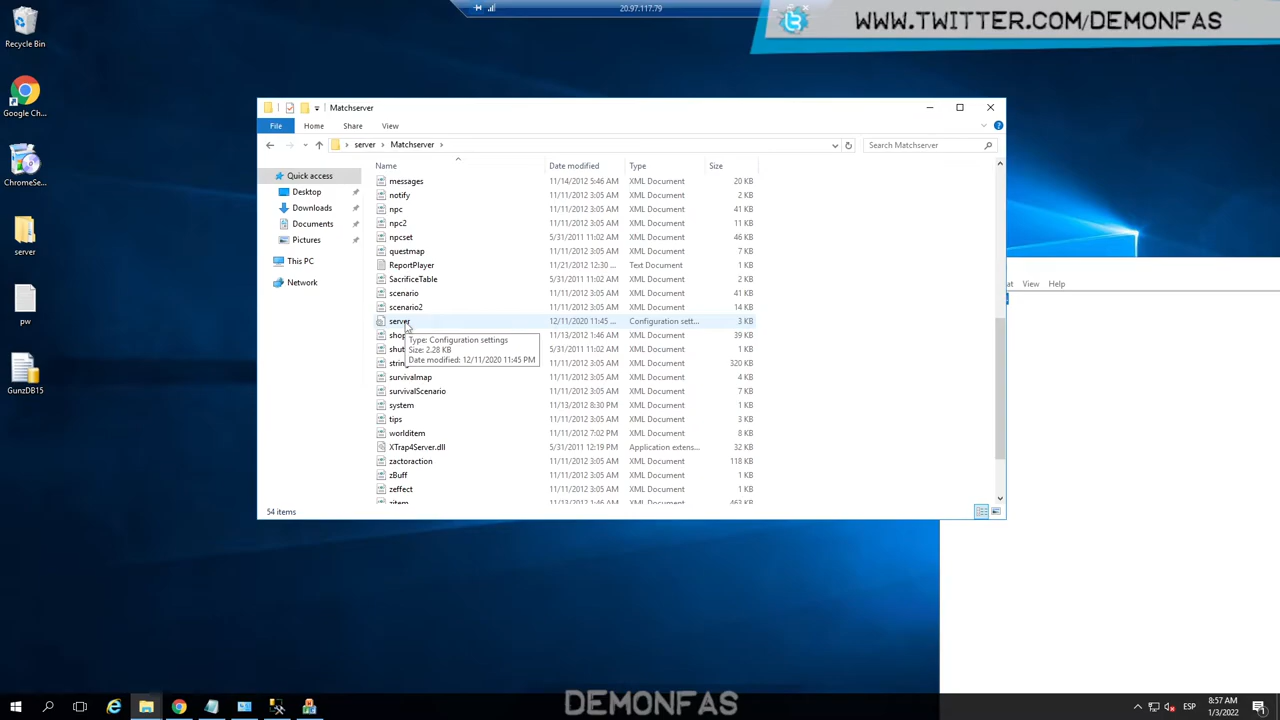 20.97.117.79
WWW.TWITTER.COM/DEMONFAS
Recycle Bin
Google Ch...
ChromeSe...
server
pw
GunzDB15
Matchserver
File Home Share View
server Matchserver
Search Matchserver
Quick access
Desktop
Downloads
Documents
Pictures
This PC
Network
Name Date modified Type Size
messages 11/14/2012 5:46 AM XML Document 20 KB
notify 11/11/2012 3:05 AM XML Document 2 KB
npc 11/11/2012 3:05 AM XML Document 41 KB
npc2 11/11/2012 3:05 AM XML Document 11 KB
npcset 5/31/2011 11:02 AM XML Document 46 KB
questmap 11/11/2012 3:05 AM XML Document 7 KB
ReportPlayer 11/21/2012 12:30 ... Text Document 1 KB
SacrificeTable 5/31/2011 11:02 AM XML Document 2 KB
scenario 11/11/2012 3:05 AM XML Document 41 KB
scenario2 11/11/2012 3:05 AM XML Document 14 KB
server 12/11/2020 11:45 ... Configuration sett... 3 KB
shop 11/13/2012 1:46 AM XML Document 39 KB
shut 5/31/2011 11:02 AM XML Document 1 KB
string 11/11/2012 3:05 AM XML Document 320 KB
Type: Configuration settings
Size: 2.28 KB
Date modified: 12/11/2020 11:45 PM
survivalmap 11/11/2012 3:05 AM XML Document 4 KB
survivalScenario 11/11/2012 3:05 AM XML Document 7 KB
system 11/13/2012 8:30 PM XML Document 1 KB
tips 11/11/2012 3:05 AM XML Document 3 KB
worlditem 11/11/2012 7:02 PM XML Document 8 KB
XTrap4Server.dll 5/31/2011 12:19 PM Application extens... 32 KB
zactoraction 11/11/2012 3:05 AM XML Document 118 KB
zBuff 11/11/2012 3:05 AM XML Document 1 KB
zeffect 11/11/2012 3:05 AM XML Document 1 KB
zitem 11/13/2012 1:46 AM XML Document 463 KB
54 items
at View Help
DEMONFAS
ESP
8:57 AM
1/3/2022